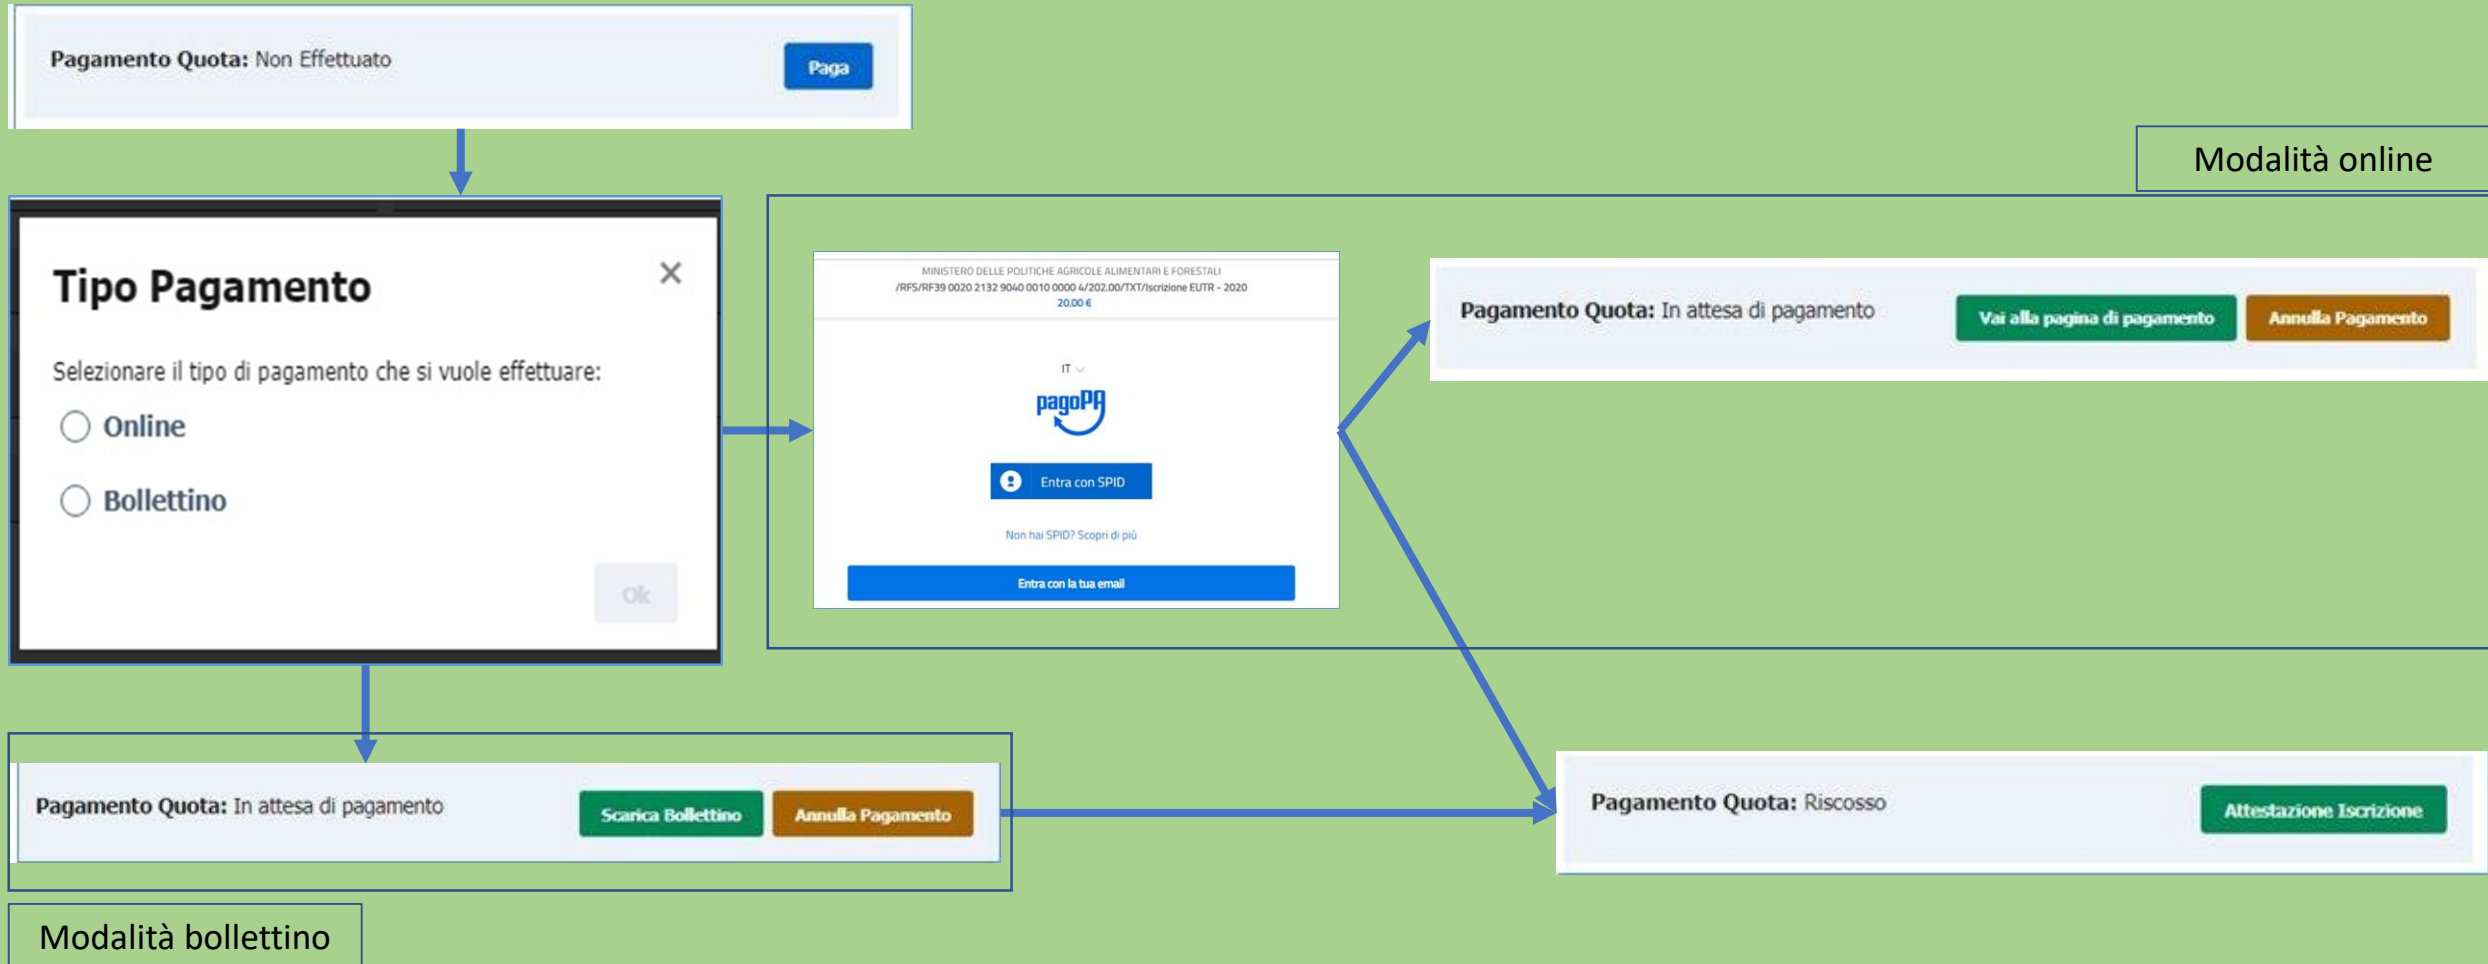 Pagamento Quota: Non Effettuato
Paga
Modalità online
Tipo Pagamento
Selezionare il tipo di pagamento che si vuole effettuare:
Online
Bollettino
Ok
MINISTERO DELLE POLITICHE AGRICOLE ALIMENTARI E FORESTALI
/RFS/RF39 0020 2132 9040 0010 0000 4/202.00/TXT/Iscrizione EUTR - 2020
20,00 €
IT
pagoPA
Entra con SPID
Non hai SPID? Scopri di più
Entra con la tua email
Pagamento Quota: In attesa di pagamento
Vai alla pagina di pagamento
Annulla Pagamento
Pagamento Quota: In attesa di pagamento
Scarica Bollettino
Annulla Pagamento
Pagamento Quota: Riscosso
Attestazione Iscrizione
Modalità bollettino